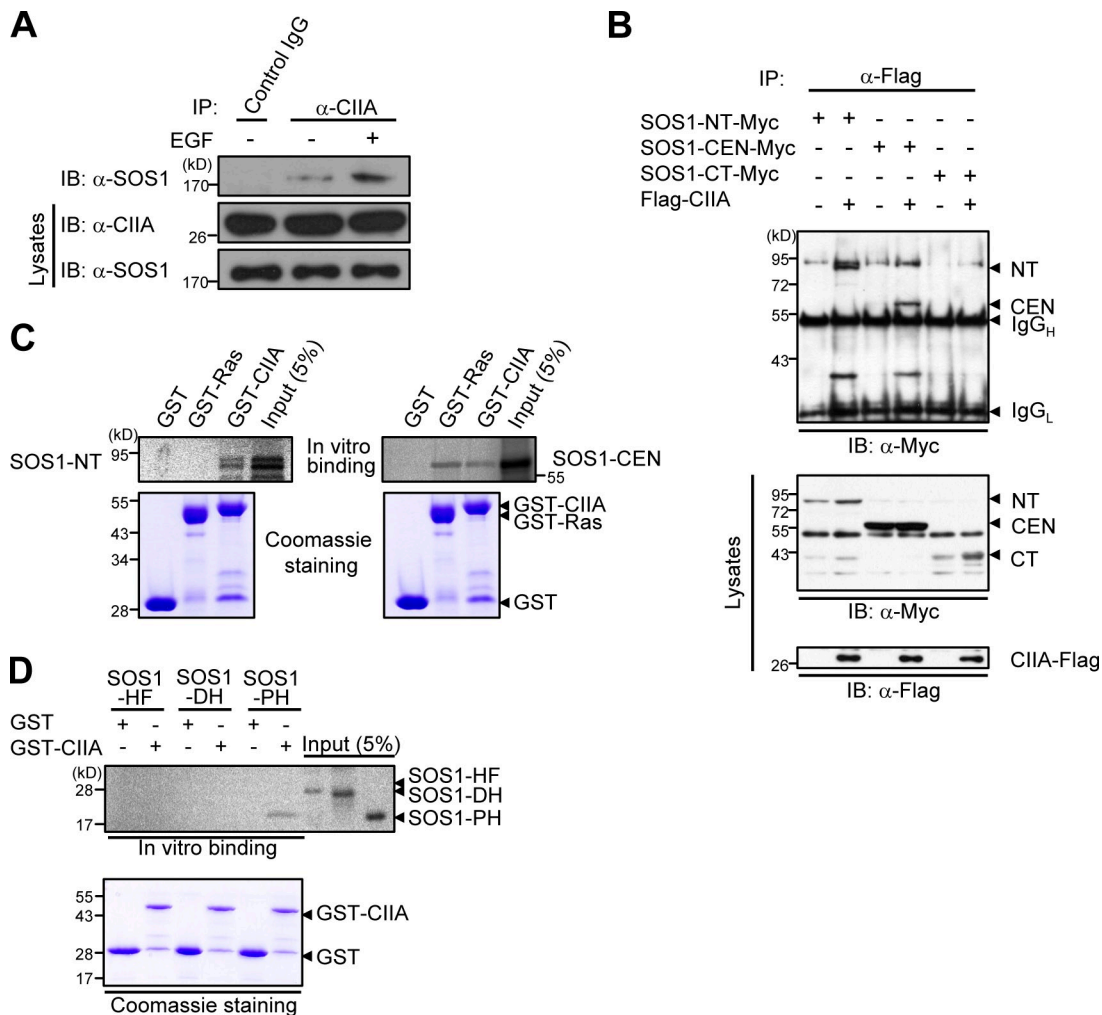 A
Control IgG
IP: α-CIIA
EGF - - +
(kD)
IB: α-SOS1
170
Lysates
IB: α-CIIA
26
IB: α-SOS1
170
B
IP: α-Flag
SOS1-NT-Myc + + - - - -
SOS1-CEN-Myc - - + + - -
SOS1-CT-Myc - - - - + +
Flag-CIIA - + - + - +
(kD)
95
NT
72
CEN
55
IgGH
43
IgGL
IB: α-Myc
Lysates
95
NT
72
CEN
55
43
CT
IB: α-Myc
26
CIIA-Flag
IB: α-Flag
C
GST GST-Ras GST-CIIA Input (5%)
GST GST-Ras GST-CIIA Input (5%)
(kD)
SOS1-NT 95
In vitro binding
SOS1-CEN
55
55
43
34
28
Coomassie staining
GST-CIIA
GST-Ras
GST
D
SOS1 SOS1 SOS1
-HF -DH -PH
GST + - + - + -
GST-CIIA - + - + - + Input (5%)
(kD)
SOS1-HF
28
SOS1-DH
17
SOS1-PH
In vitro binding
55
43
GST-CIIA
28
GST
17
Coomassie staining